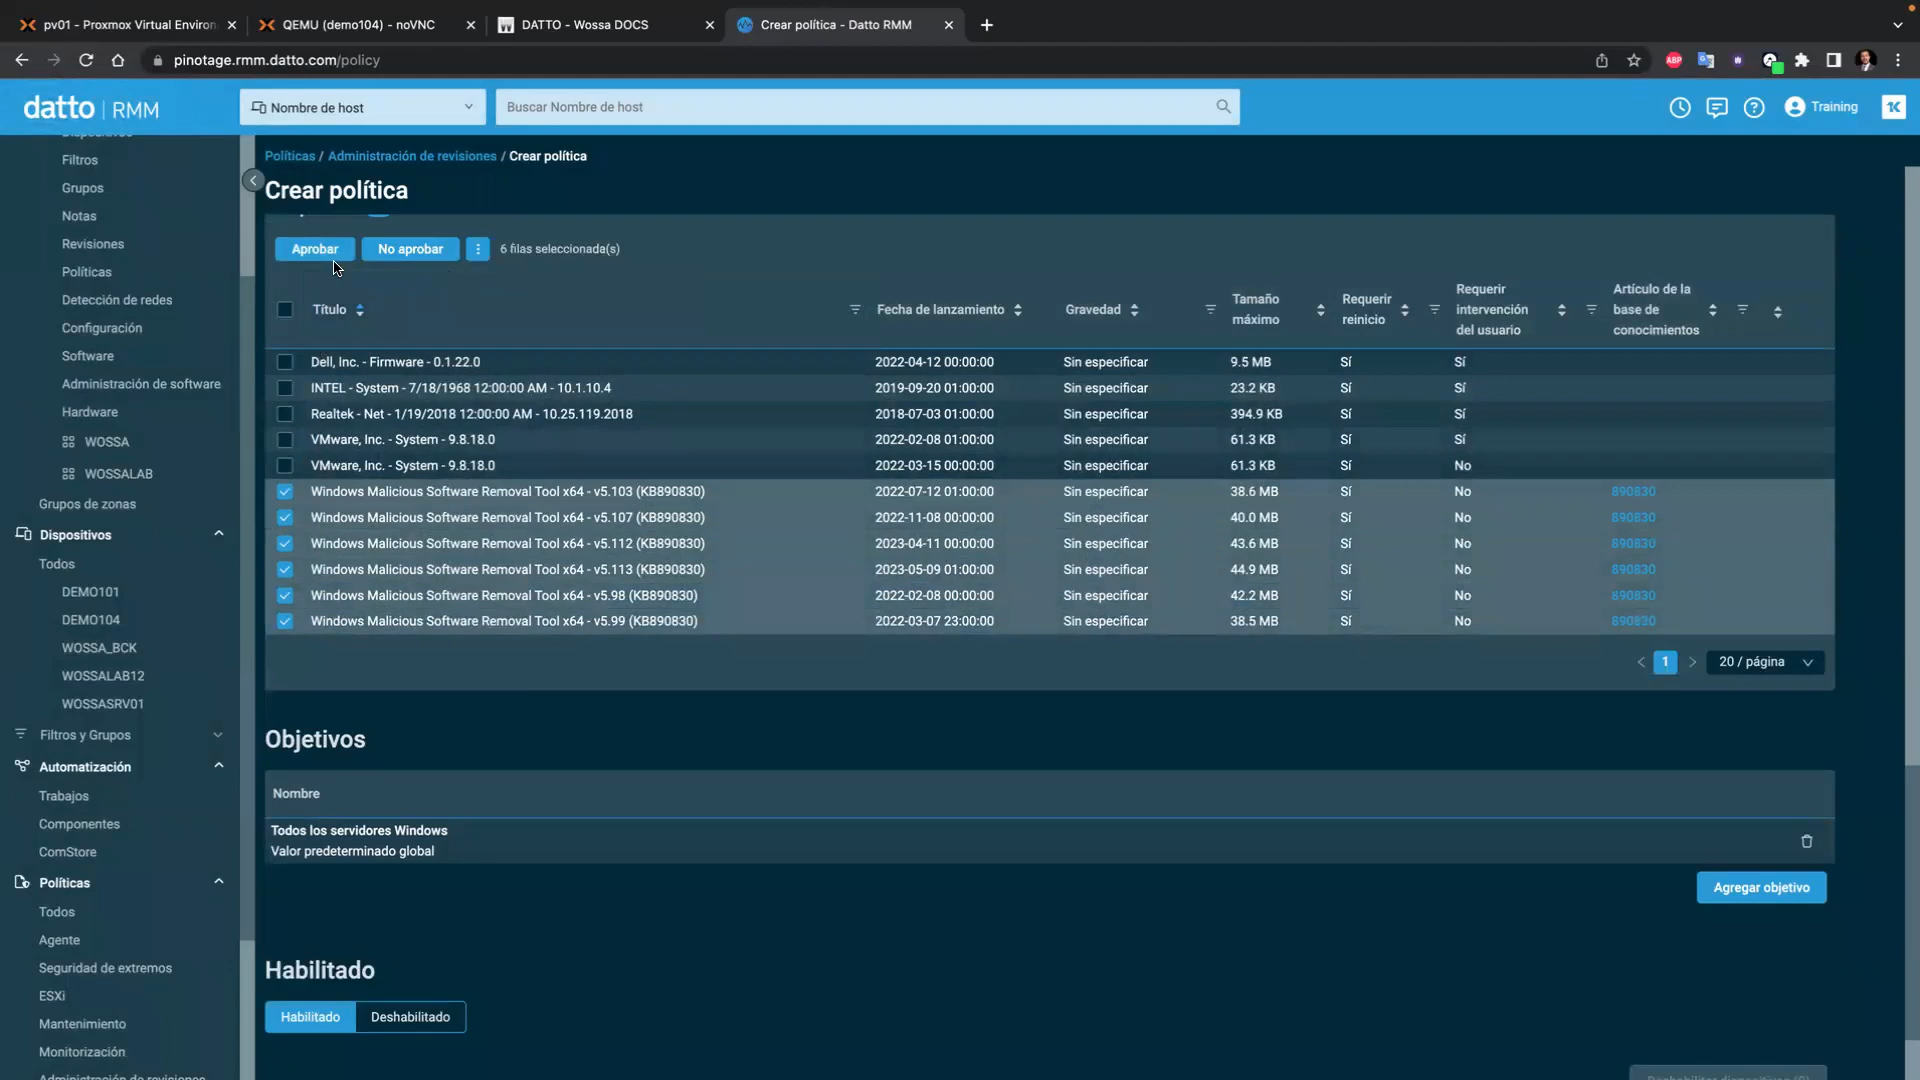 pv01 - Proxmox Virtual Environ
QEMU (demo104) - noVNC
DATTO - Wossa DOCS
Crear política - Datto RMM
pinotage.rmm.datto.com/policy
datto | RMM
Nombre de host
Buscar Nombre de host
Training
Filtros
Grupos
Notas
Revisiones
Políticas
Detección de redes
Configuración
Software
Administración de software
Hardware
WOSSA
WOSSALAB
Grupos de zonas
Dispositivos
Todos
DEMO101
DEMO104
WOSSA_BCK
WOSSALAB12
WOSSASRV01
Filtros y Grupos
Automatización
Trabajos
Componentes
ComStore
Políticas
Todos
Agente
Seguridad de extremos
ESXi
Mantenimiento
Monitorización
Administración de revisiones
Políticas / Administración de revisiones / Crear política
Crear política
Aprobar No aprobar 6 filas seleccionada(s)
Título Fecha de lanzamiento Gravedad Tamaño máximo Requerir reinicio Requerir intervención del usuario Artículo de la base de conocimientos
Dell, Inc. - Firmware - 0.1.22.0 2022-04-12 00:00:00 Sin especificar 9.5 MB Sí Sí
INTEL - System - 7/18/1968 12:00:00 AM - 10.1.10.4 2019-09-20 01:00:00 Sin especificar 23.2 KB Sí Sí
Realtek - Net - 1/19/2018 12:00:00 AM - 10.25.119.2018 2018-07-03 01:00:00 Sin especificar 394.9 KB Sí Sí
VMware, Inc. - System - 9.8.18.0 2022-02-08 01:00:00 Sin especificar 61.3 KB Sí Sí
VMware, Inc. - System - 9.8.18.0 2022-03-15 00:00:00 Sin especificar 61.3 KB Sí No
Windows Malicious Software Removal Tool x64 - v5.103 (KB890830) 2022-07-12 01:00:00 Sin especificar 38.6 MB Sí No 890830
Windows Malicious Software Removal Tool x64 - v5.107 (KB890830) 2022-11-08 00:00:00 Sin especificar 40.0 MB Sí No 890830
Windows Malicious Software Removal Tool x64 - v5.112 (KB890830) 2023-04-11 00:00:00 Sin especificar 43.6 MB Sí No 890830
Windows Malicious Software Removal Tool x64 - v5.113 (KB890830) 2023-05-09 01:00:00 Sin especificar 44.9 MB Sí No 890830
Windows Malicious Software Removal Tool x64 - v5.98 (KB890830) 2022-02-08 00:00:00 Sin especificar 42.2 MB Sí No 890830
Windows Malicious Software Removal Tool x64 - v5.99 (KB890830) 2022-03-07 23:00:00 Sin especificar 38.5 MB Sí No 890830
1 20 / página
Objetivos
Nombre
Todos los servidores Windows
Valor predeterminado global
Agregar objetivo
Habilitado
Habilitado Deshabilitado